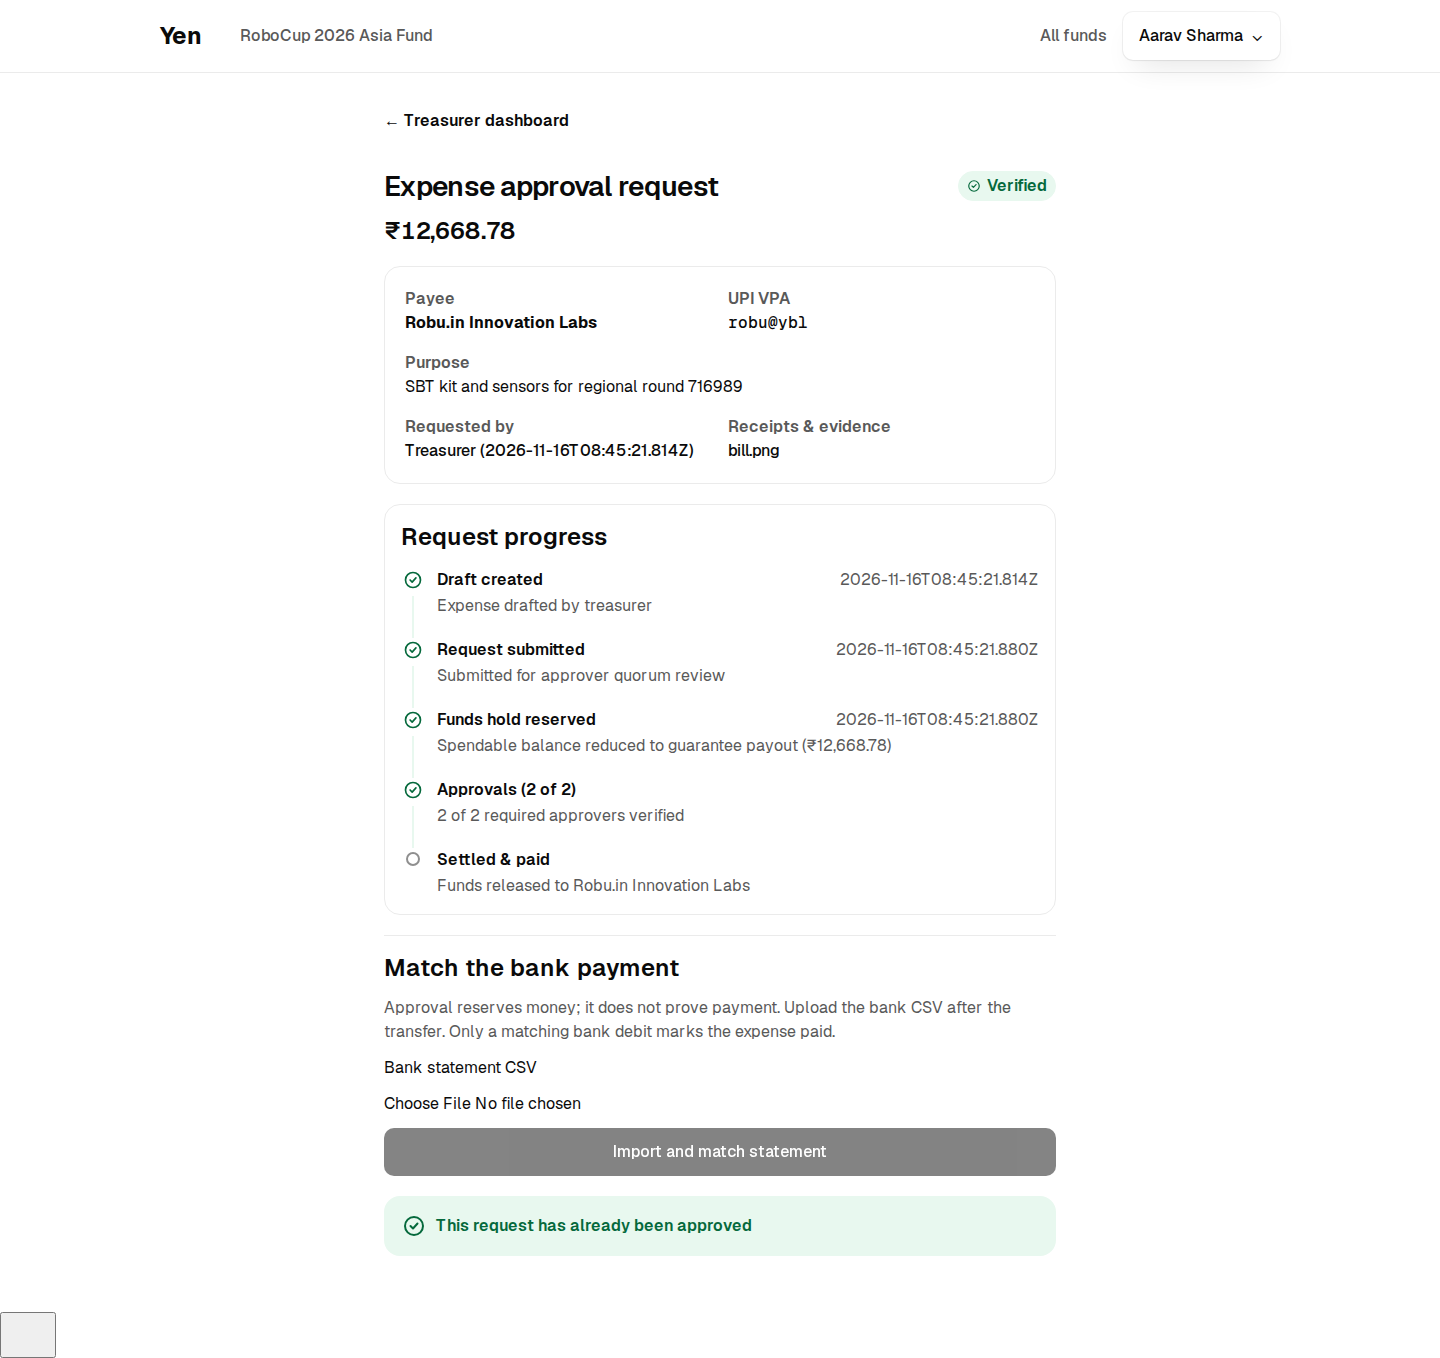 Yen
RoboCup 2026 Asia Fund
All funds
Aarav Sharma
← Treasurer dashboard
Expense approval request
Verified
₹12,668.78
Payee
UPI VPA
Robu.in Innovation Labs
robu@ybl
Purpose
SBT kit and sensors for regional round 716989
Requested by
Receipts & evidence
Treasurer (2026-11-16T08:45:21.814Z)
bill.png
Request progress
Draft created
2026-11-16T08:45:21.814Z
Expense drafted by treasurer
Request submitted
2026-11-16T08:45:21.880Z
Submitted for approver quorum review
Funds hold reserved
2026-11-16T08:45:21.880Z
Spendable balance reduced to guarantee payout (₹12,668.78)
Approvals (2 of 2)
2 of 2 required approvers verified
Settled & paid
Funds released to Robu.in Innovation Labs
Match the bank payment
Approval reserves money; it does not prove payment. Upload the bank CSV after the
transfer. Only a matching bank debit marks the expense paid.
Bank statement CSV
Choose File No file chosen
Import and match statement
This request has already been approved